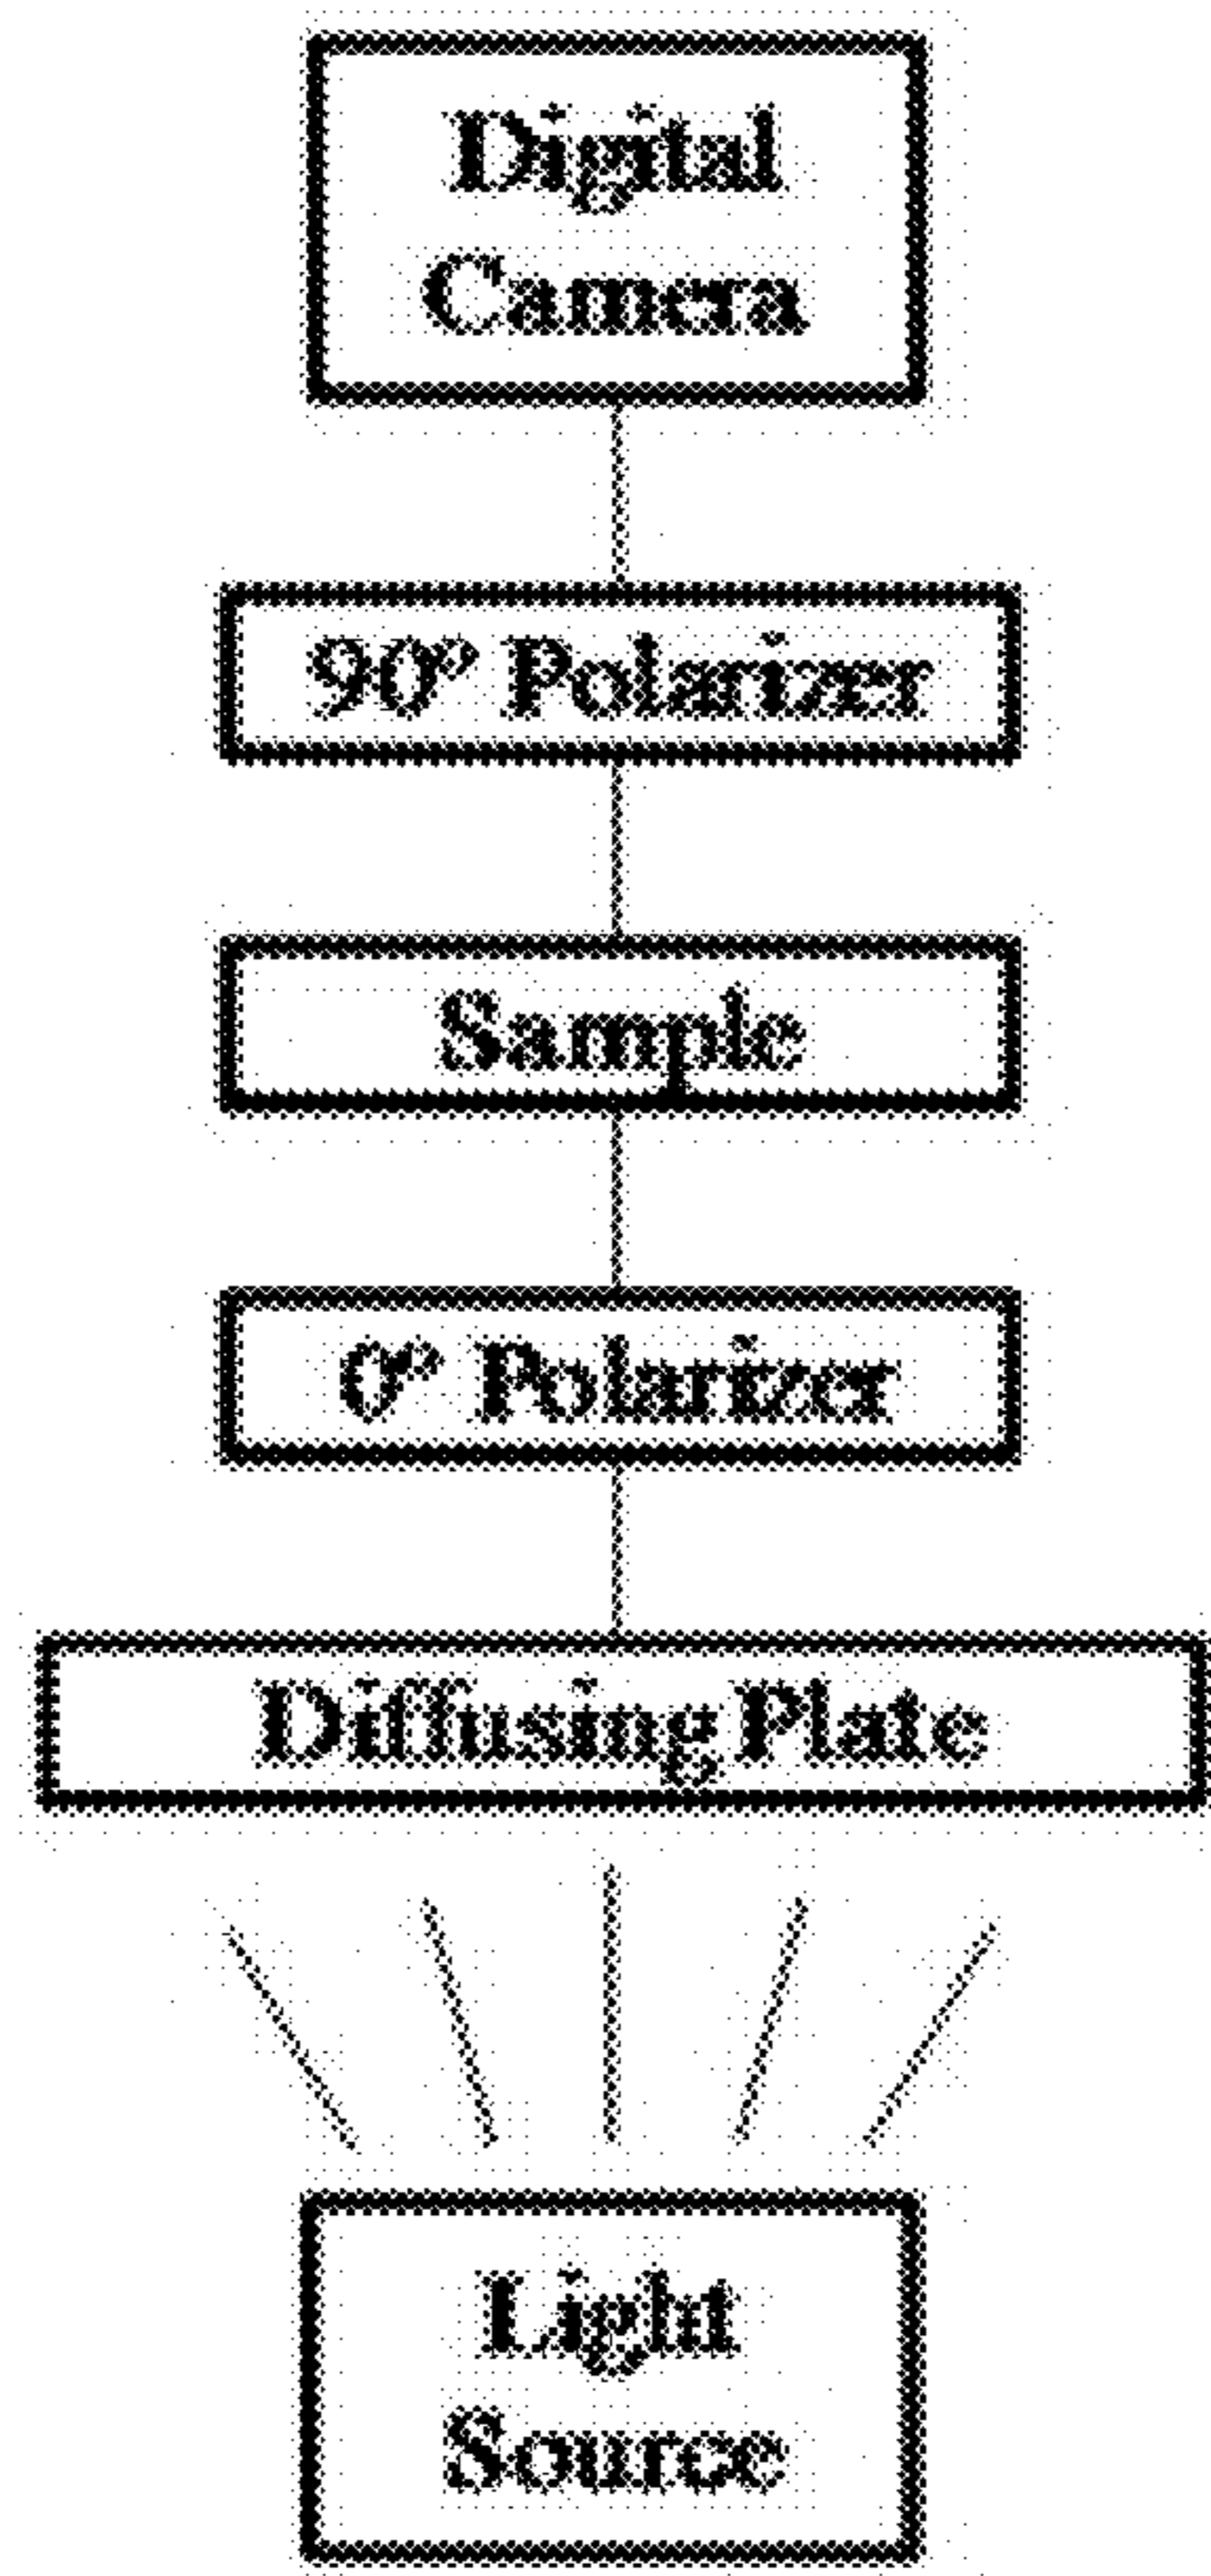 Digital
Camera
90° Polarizer
Sample
0° Polarizer
Diffusing Plate
Light
Source